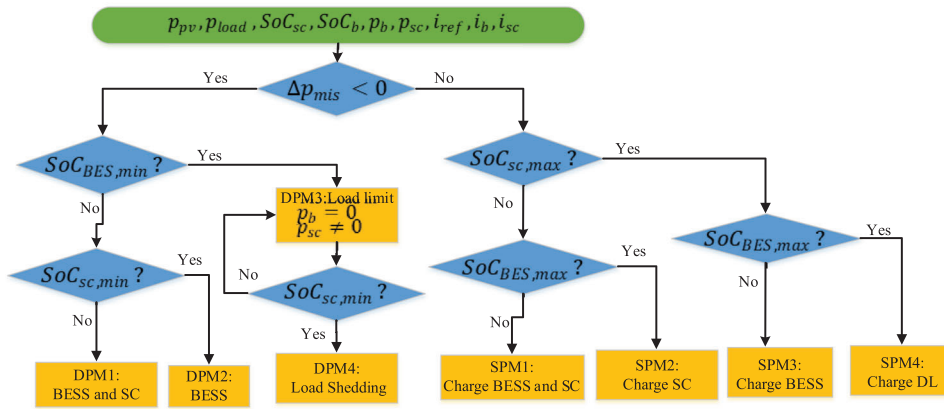 p_pv, p_load, SoC_sc, SoC_b, p_b, p_sc, i_ref, i_b, i_sc
Yes
Δp_mis < 0
No
SoC_BES,min ?
Yes
SoC_sc,max ?
Yes
No
DPM3:Load limit
p_b = 0
p_sc ≠ 0
No
SoC_BES,max ?
Yes
SoC_sc,min ?
Yes
No
SoC_sc,min ?
SoC_BES,max ?
Yes
No
Yes
No
No
DPM1:
BESS and SC
DPM2:
BESS
DPM4:
Load Shedding
SPM1:
Charge BESS and SC
SPM2:
Charge SC
SPM3:
Charge BESS
SPM4:
Charge DL